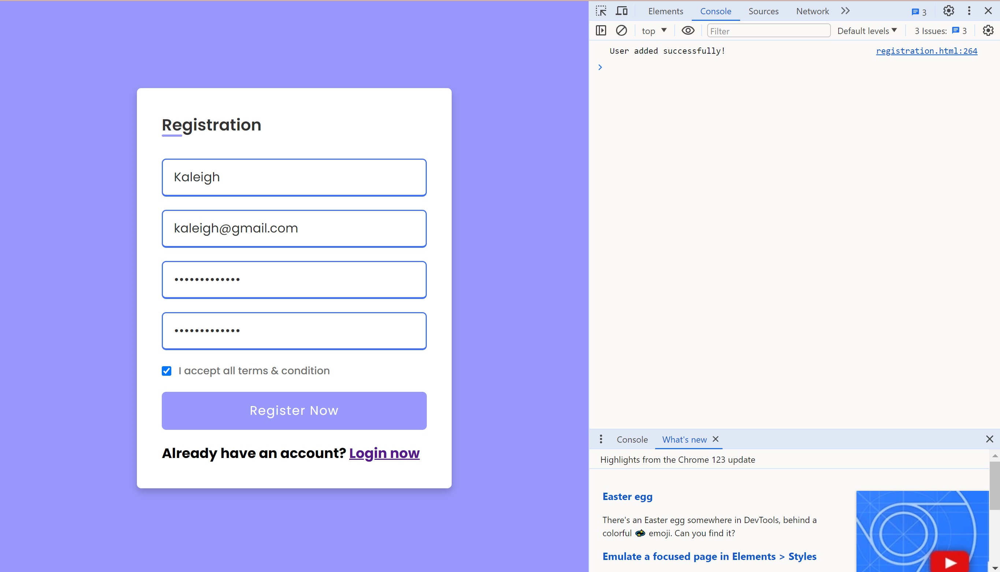 Registration
Kaleigh
kaleigh@gmail.com
•••••••••••••
•••••••••••••
I accept all terms & condition
Register Now
Already have an account? Login now
Elements Console Sources Network 3
top Filter Default levels 3 Issues: 3
User added successfully! registration.html:264
Console What's new
Highlights from the Chrome 123 update
Easter egg
There's an Easter egg somewhere in DevTools, behind a
colorful emoji. Can you find it?
Emulate a focused page in Elements > Styles